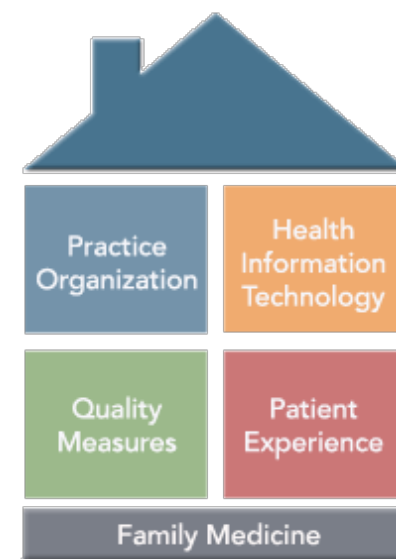 Practice
Organization
Health
Information
Technology
Quality
Measures
Patient
Experience
Family Medicine